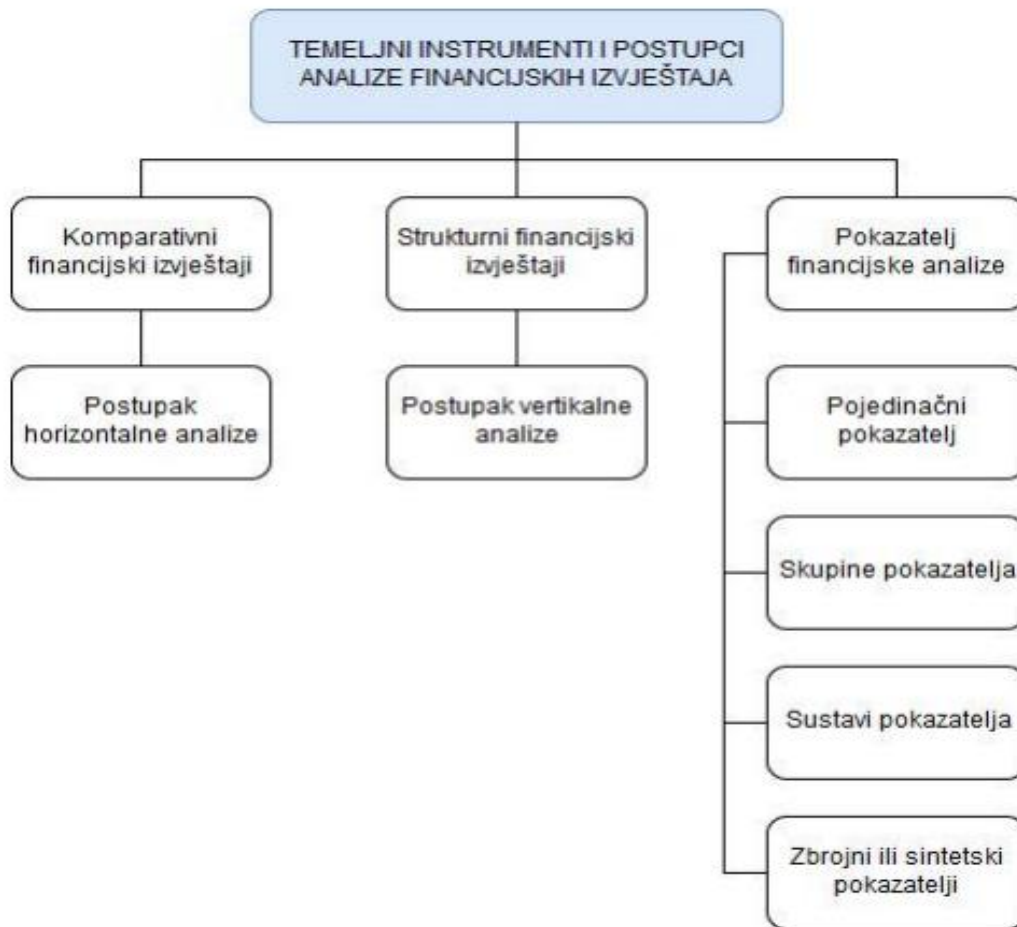 TEMELJNI INSTRUMENTI I POSTUPCI
ANALIZE FINANCIJSKIH IZVJEŠTAJA
Komparativni
financijski izvještaji
Strukturni financijski
izvještaji
Pokazatelj
financijske analize
Postupak
horizontalne analize
Postupak vertikalne
analize
Pojedinačni
pokazatelj
Skupine pokazatelja
Sustavi pokazatelja
Zbrojni ili sintetski
pokazatelji